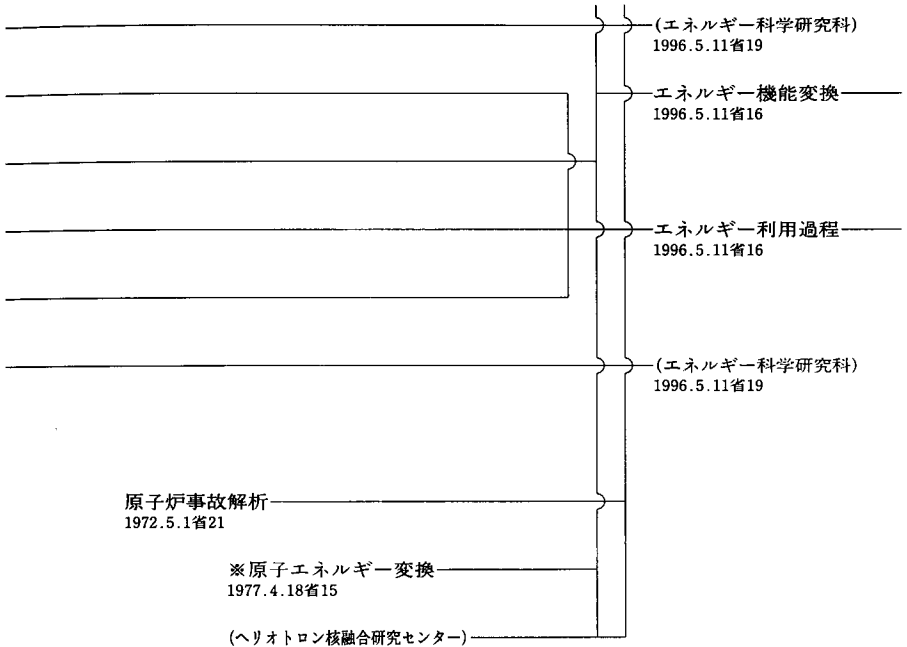 (エネルギー科学研究科)
1996.5.11省19
エネルギー機能変換
1996.5.11省16
エネルギー利用過程
1996.5.11省16
(エネルギー科学研究科)
1996.5.11省19
原子炉事故解析
1972.5.1省21
※原子エネルギー変換
1977.4.18省15
(ヘリオトロン核融合研究センター)